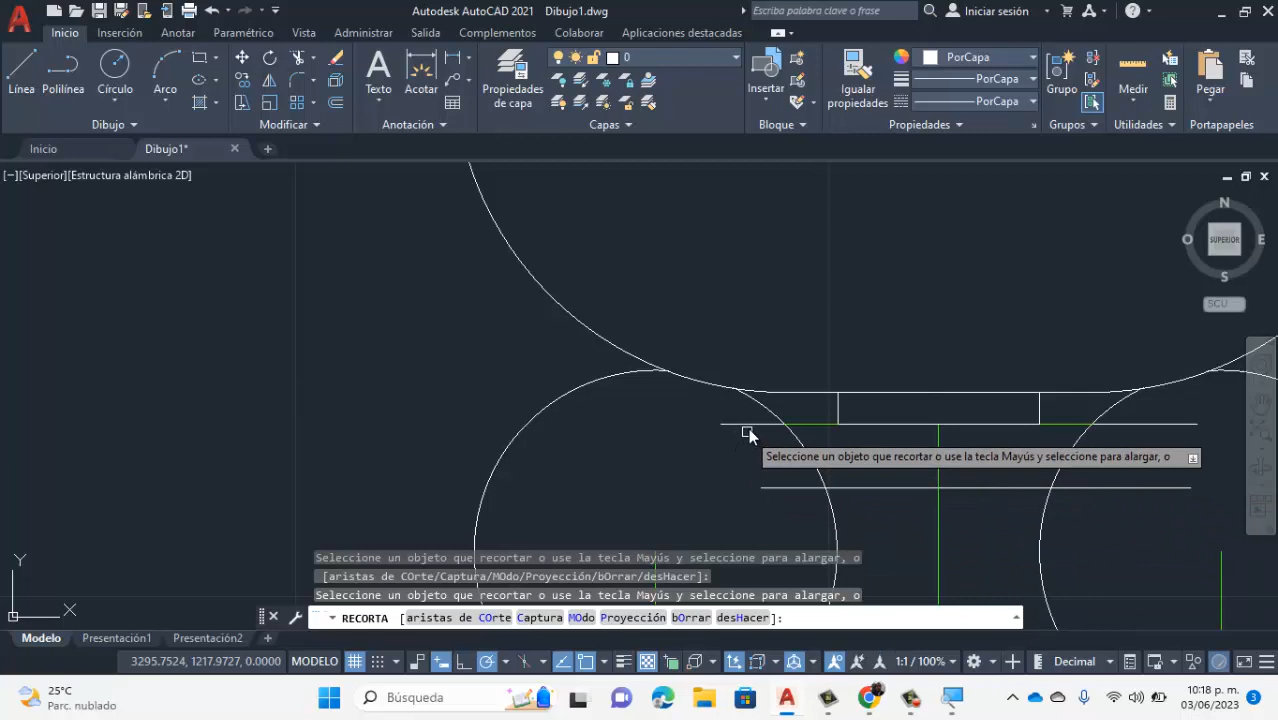 Autodesk AutoCAD 2021 Dibujo1.dwg
Escriba palabra clave o frase
Iniciar sesión
Inicio Inserción Anotar Paramétrico Vista Administrar Salida Complementos Colaborar Aplicaciones destacadas
Línea Polilínea Círculo Arco
Texto Acotar
Propiedades de capa
0
Insertar
Igualar propiedades
PorCapa
PorCapa
PorCapa
Grupo
Medir
Pegar
Dibujo Modificar Anotación Capas Bloque Propiedades Grupos Utilidades Portapapeles
Inicio Dibujo1*
[−][Superior][Estructura alámbrica 2D]
N
O SUPERIOR E
S
SCU
Seleccione un objeto que recortar o use la tecla Mayús y seleccione para alargar, o
Y
X
Seleccione un objeto que recortar o use la tecla Mayús y seleccione para alargar, o
[aristas de COrte/Captura/MOdo/Proyección/bOrrar/desHacer]:
Seleccione un objeto que recortar o use la tecla Mayús y seleccione para alargar, o
RECORTA [aristas de COrte Captura MOdo Proyección bOrrar desHacer]:
Modelo Presentación1 Presentación2
3295.7524, 1217.9727, 0.0000 MODELO 1:1 / 100% Decimal
25°C
Parc. nublado
Búsqueda
10:18 p. m.
03/06/2023
3